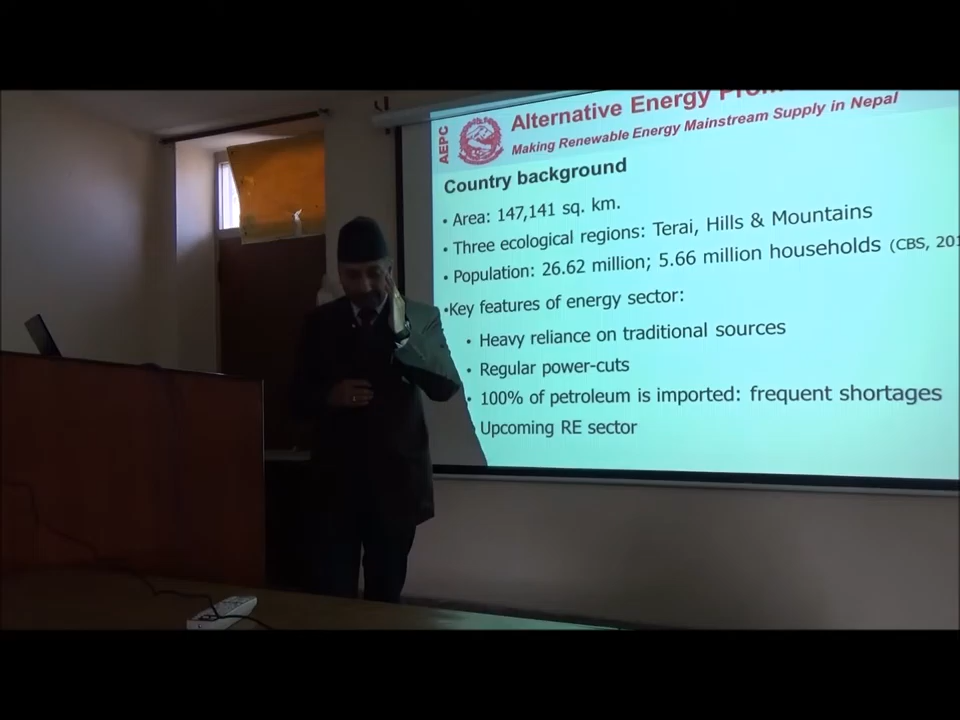 AEPC
Alternative Energy
Making Renewable Energy Mainstream Supply in Nepal
Country background
• Area: 147,141 sq. km.
• Three ecological regions: Terai, Hills & Mountains
• Population: 26.62 million; 5.66 million households (CBS,
•Key features of energy sector:
• Heavy reliance on traditional sources
• Regular power-cuts
• 100% of petroleum is imported: frequent shortages
Upcoming RE sector